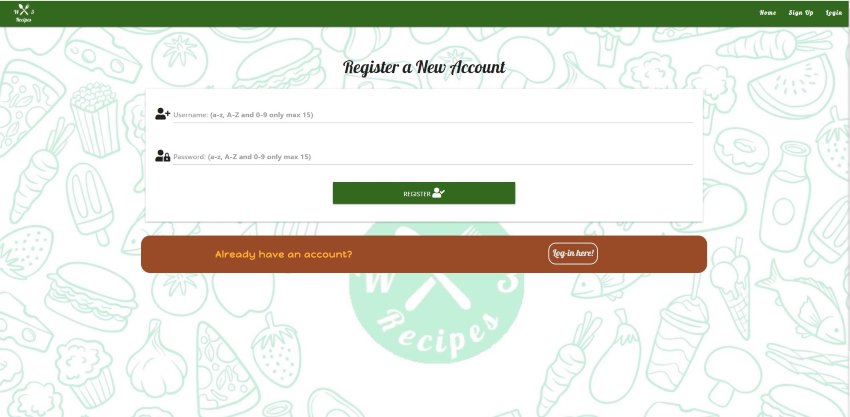 W S
Recipes
Home Sign Up Login
Register a New Account
Username: (a-z, A-Z and 0-9 only max 15)
Password: (a-z, A-Z and 0-9 only max 15)
REGISTER
Already have an account?
Log-in here!
W S
Recipes